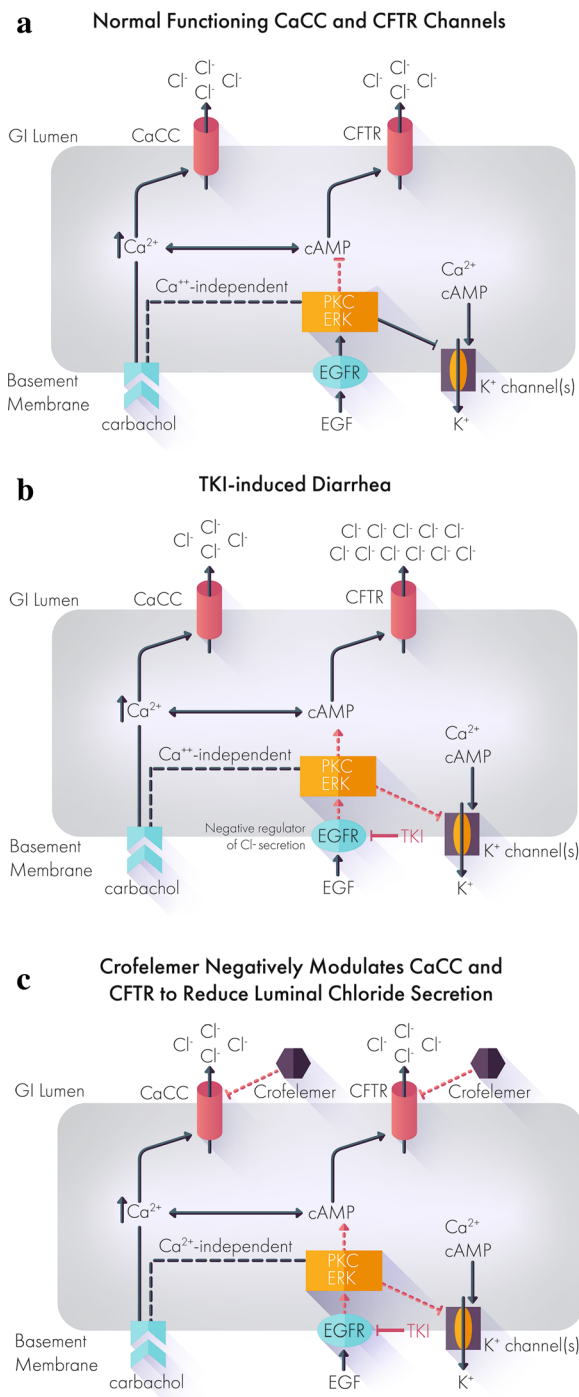 a
Normal Functioning CaCC and CFTR Channels
Cl⁻
Cl⁻ Cl⁻
Cl⁻
Cl⁻
Cl⁻ Cl⁻
Cl⁻
GI Lumen
CaCC
CFTR
Ca²⁺
cAMP
Ca²⁺
cAMP
Ca⁺⁺-independent
PKC
ERK
EGFR
Basement
Membrane
carbachol
EGF
K⁺ channel(s)
K⁺
b
TKI-induced Diarrhea
Cl⁻
Cl⁻ Cl⁻
Cl⁻
Cl⁻ Cl⁻ Cl⁻ Cl⁻ Cl⁻
Cl⁻ Cl⁻ Cl⁻ Cl⁻ Cl⁻ Cl⁻
GI Lumen
CaCC
CFTR
Ca²⁺
cAMP
Ca²⁺
cAMP
Ca⁺⁺-independent
PKC
ERK
Negative regulator
of Cl⁻ secretion
EGFR
TKI
Basement
Membrane
carbachol
EGF
K⁺ channel(s)
K⁺
c
Crofelemer Negatively Modulates CaCC and
CFTR to Reduce Luminal Chloride Secretion
Cl⁻
Cl⁻ Cl⁻
Cl⁻
Cl⁻
Cl⁻ Cl⁻
Cl⁻
GI Lumen
CaCC
Crofelemer
CFTR
Crofelemer
Ca²⁺
cAMP
Ca²⁺
cAMP
Ca²⁺-independent
PKC
ERK
EGFR
TKI
Basement
Membrane
carbachol
EGF
K⁺ channel(s)
K⁺